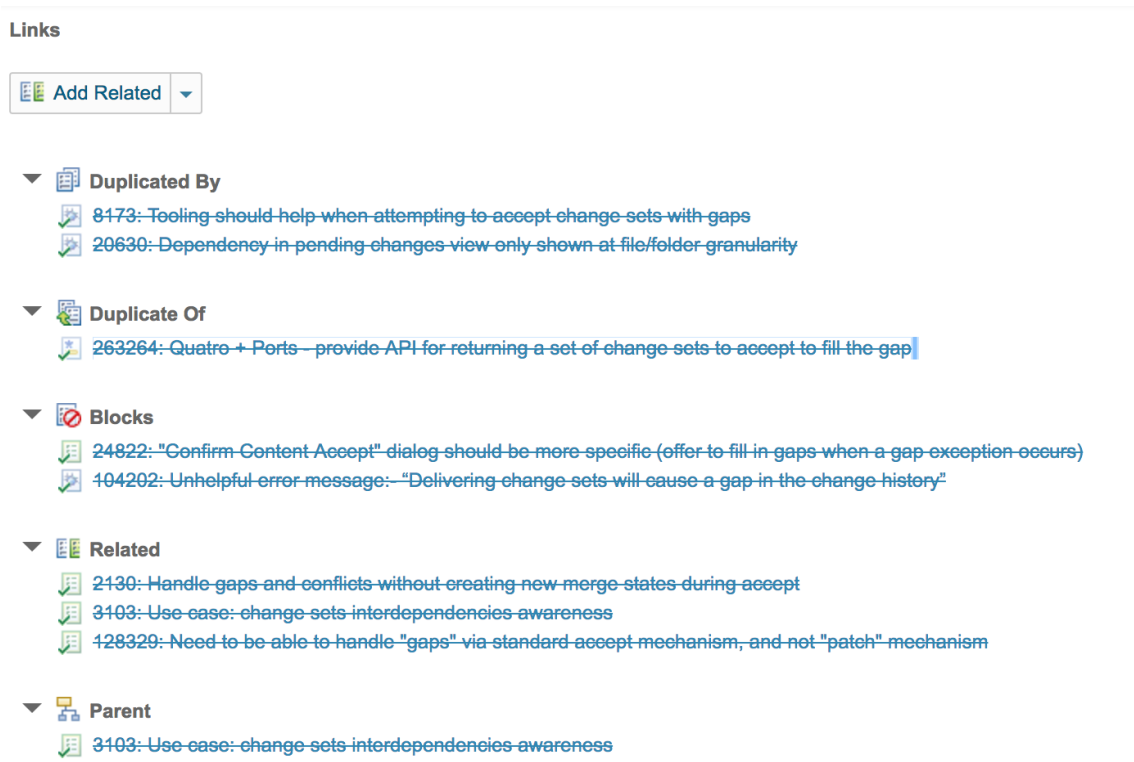 Links
Add Related
Duplicated By
8173: Tooling should help when attempting to accept change sets with gaps
20630: Dependency in pending changes view only shown at file/folder granularity
Duplicate Of
263264: Quatro + Ports - provide API for returning a set of change sets to accept to fill the gap
Blocks
24822: "Confirm Content Accept" dialog should be more specific (offer to fill in gaps when a gap exception occurs)
104202: Unhelpful error message:- “Delivering change sets will cause a gap in the change history”
Related
2130: Handle gaps and conflicts without creating new merge states during accept
3103: Use case: change sets interdependencies awareness
128329: Need to be able to handle "gaps" via standard accept mechanism, and not "patch" mechanism
Parent
3103: Use case: change sets interdependencies awareness